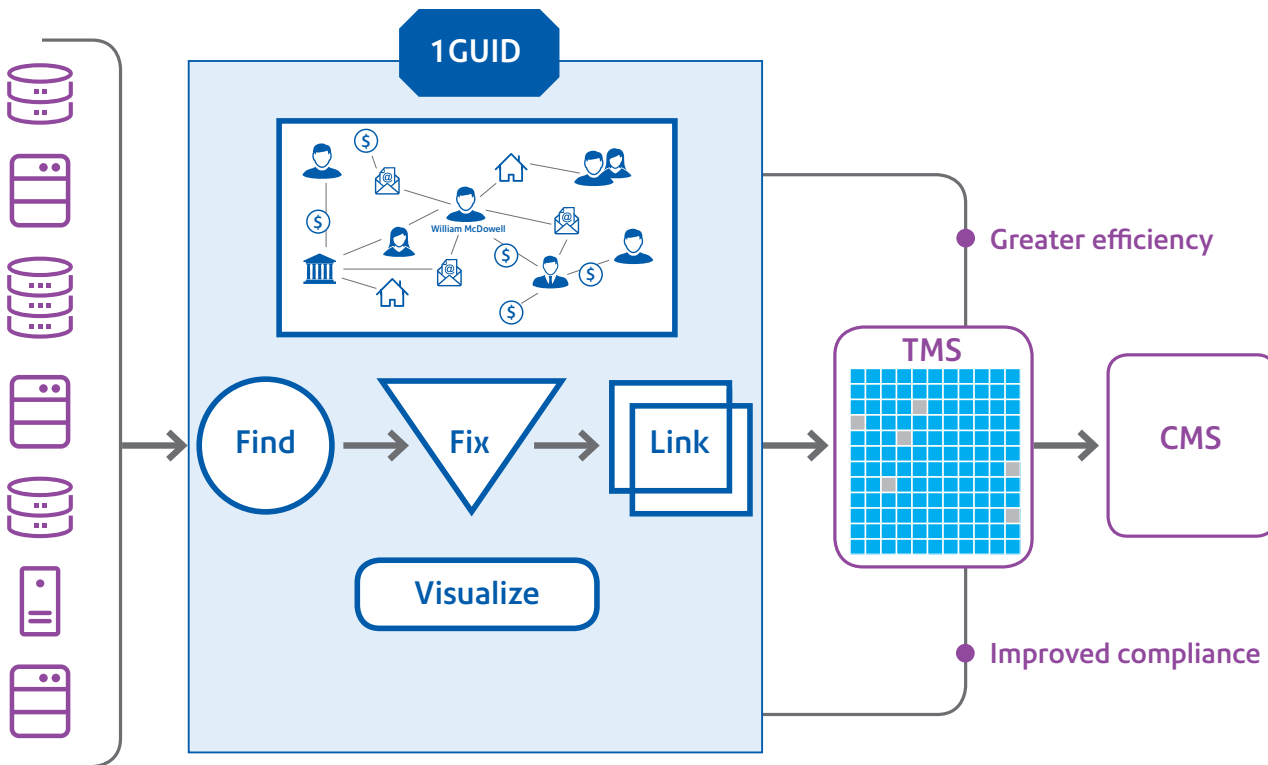 1GUID
William McDowell
Greater efficiency
TMS
Find
Fix
Link
CMS
Visualize
Improved compliance